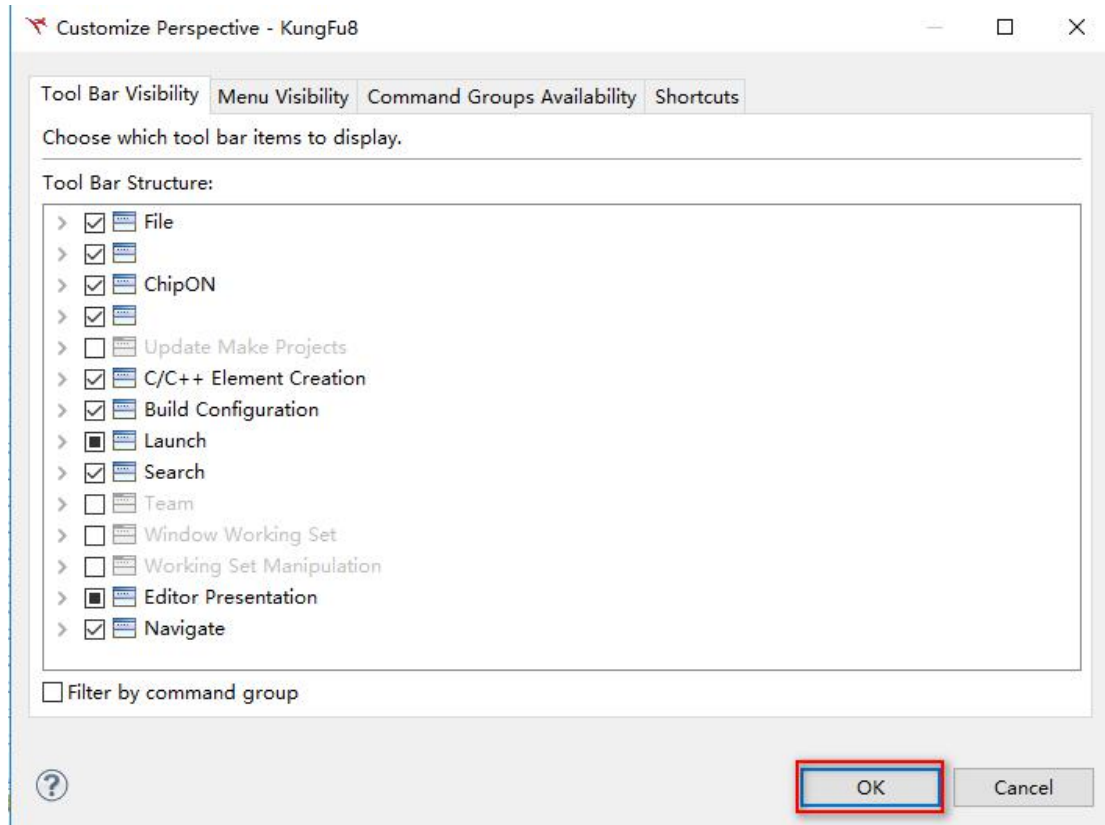 Customize Perspective - KungFu8
Tool Bar Visibility Menu Visibility Command Groups Availability Shortcuts
Choose which tool bar items to display.
Tool Bar Structure:
File
ChipON
Update Make Projects
C/C++ Element Creation
Build Configuration
Launch
Search
Team
Window Working Set
Working Set Manipulation
Editor Presentation
Navigate
Filter by command group
? OK Cancel